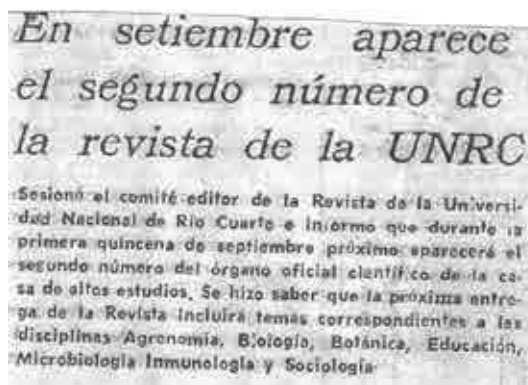 En setiembre aparece
el segundo número de
la revista de la UNRC
Sesionó el comité editor de la Revista de la Universi-
dad Nacional de Río Cuarto e informó que durante la
primera quincena de septiembre próximo aparecerá el
segundo número del órgano oficial científico de la ca-
sa de altos estudios. Se hizo saber que la próxima entre-
ga de la Revista incluirá temas correspondientes a las
disciplinas Agronomía, Biología, Botánica, Educación,
Microbiología Inmunología y Sociología